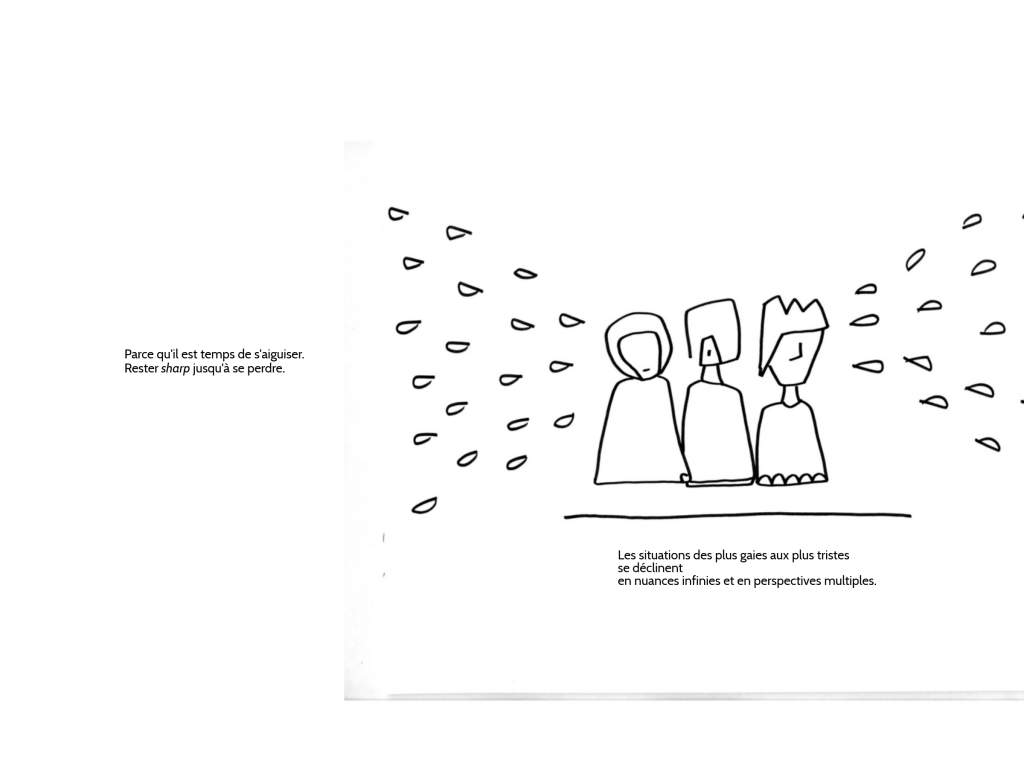 Parce qu'il est temps de s'aiguiser.
Rester sharp jusqu'à se perdre.
Les situations des plus gaies aux plus tristes
se déclinent
en nuances infinies et en perspectives multiples.